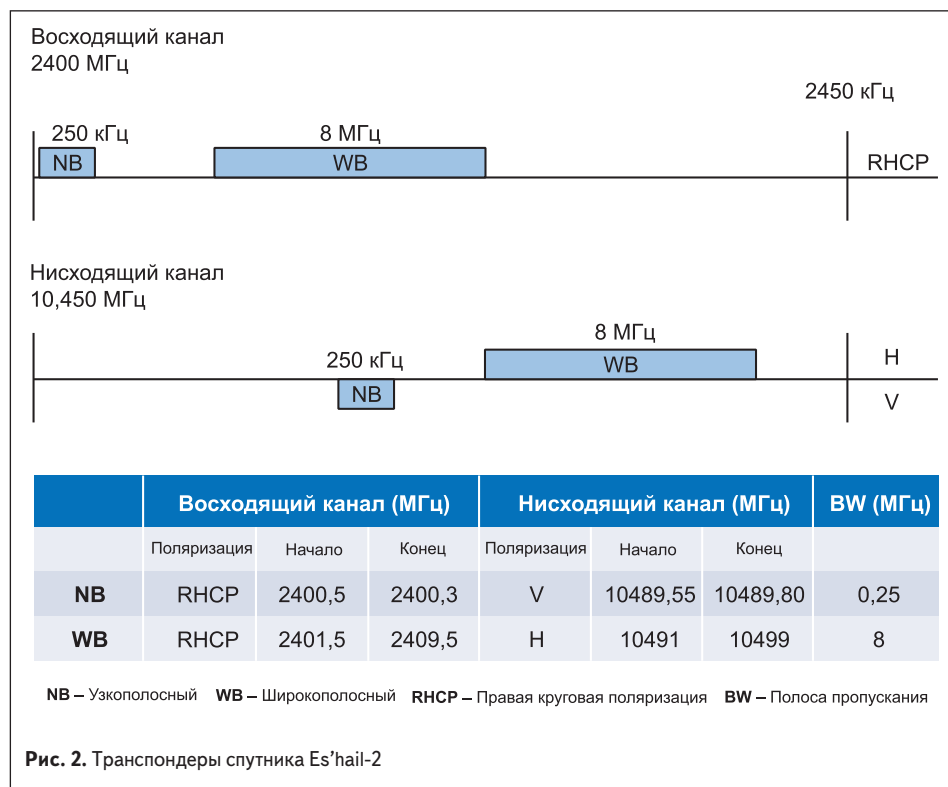 Восходящий канал
2400 МГц
2450 кГц
250 кГц
8 МГц
NB
WB
RHCP
Нисходящий канал
10,450 МГц
8 МГц
250 кГц
WB
H
NB
V
Восходящий канал (МГц) Нисходящий канал (МГц) BW (МГц)
Поляризация Начало Конец Поляризация Начало Конец
NB RHCP 2400,5 2400,3 V 10489,55 10489,80 0,25
WB RHCP 2401,5 2409,5 H 10491 10499 8
NB – Узкополосный WB – Широкополосный RHCP – Правая круговая поляризация BW – Полоса пропускания
Рис. 2. Транспондеры спутника Es’hail-2